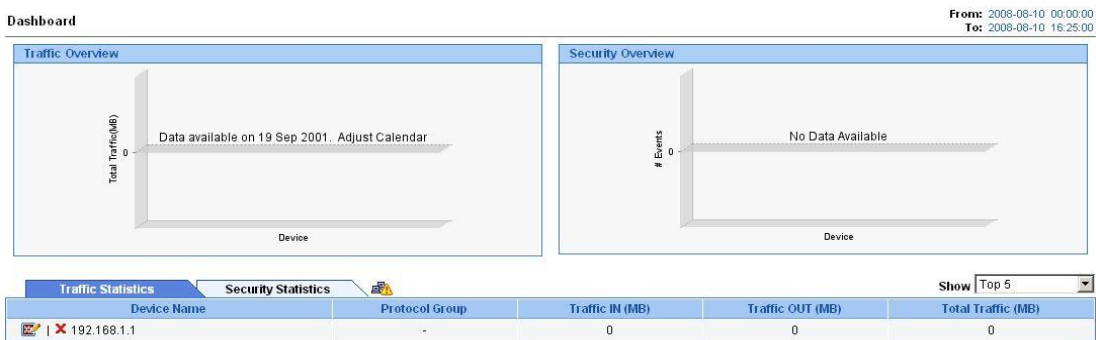 Dashboard
From: 2008-08-10 00:00:00
To: 2008-08-10 16:25:00
Traffic Overview
Total Traffic(MB)
0
Data available on 19 Sep 2001. Adjust Calendar
Device
Security Overview
# Events
0
No Data Available
Device
Traffic Statistics
Security Statistics
Show Top 5
Device Name Protocol Group Traffic IN (MB) Traffic OUT (MB) Total Traffic (MB)
| 192.168.1.1 - 0 0 0